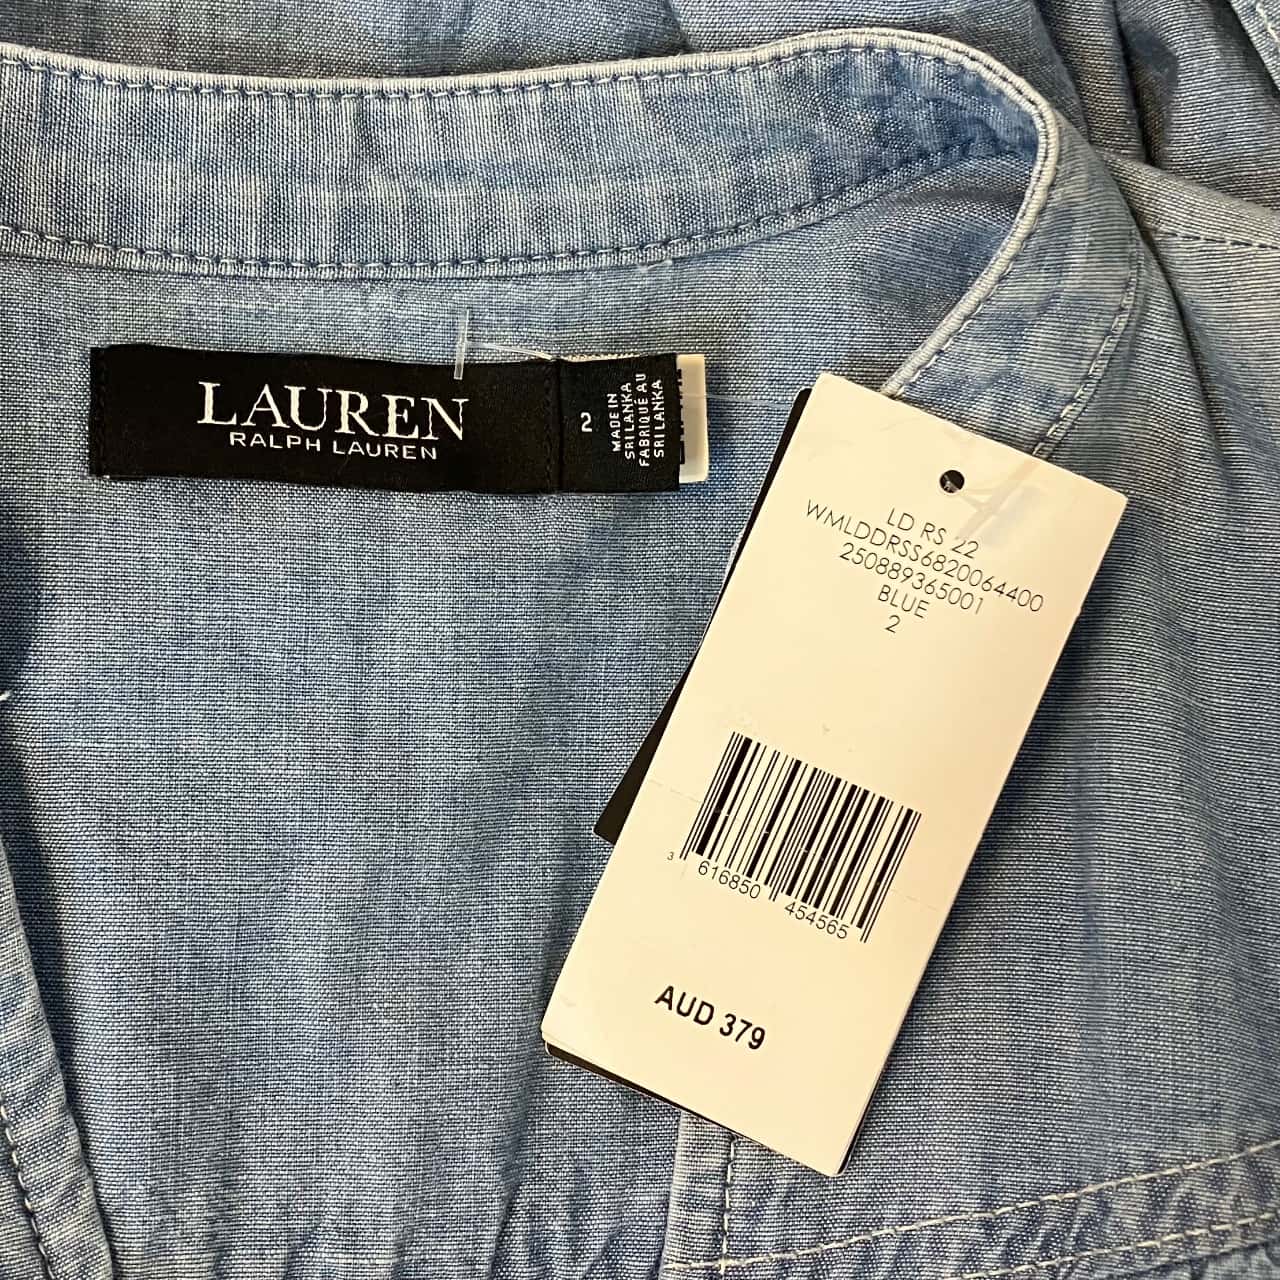 LAUREN
RALPH LAUREN
2
MADE IN
SRI LANKA
FABRIQUÉ AU
SRI LANKA
LD RS 22
WMLDDRSS6820064400
250889365001
BLUE
2
3 616850 454565
AUD 379